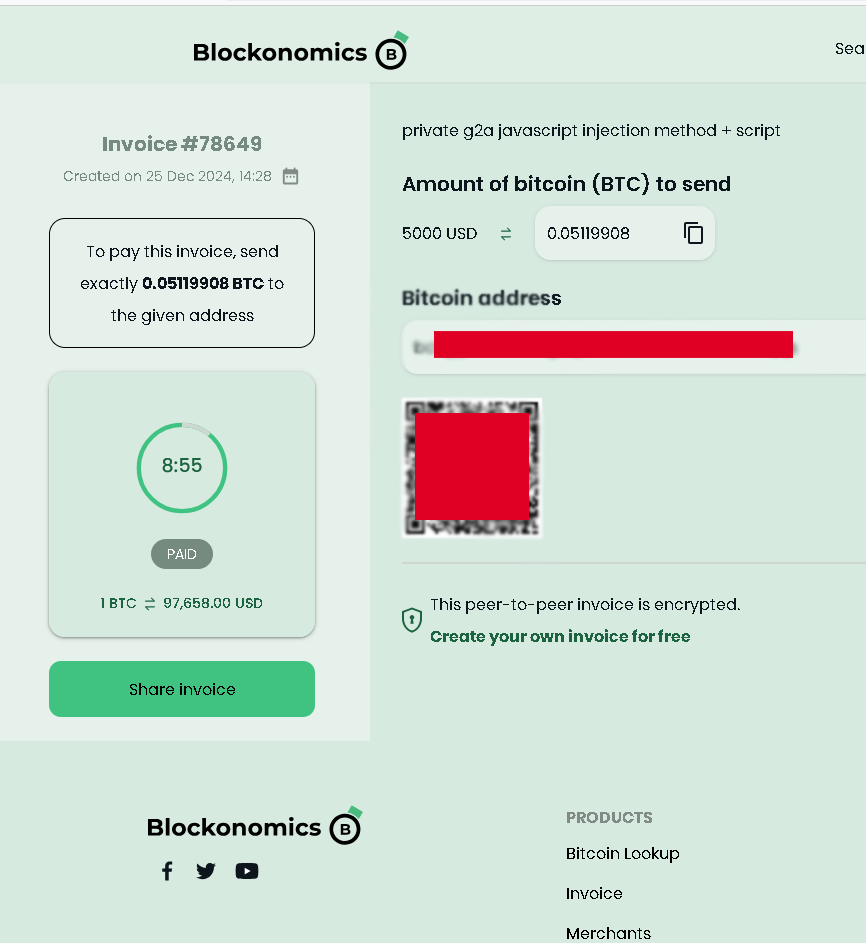 Blockonomics
Sea
Invoice #78649
Created on 25 Dec 2024, 14:28
To pay this invoice, send
exactly 0.05119908 BTC to
the given address
8:55
PAID
1 BTC ⇌ 97,658.00 USD
Share invoice
private g2a javascript injection method + script
Amount of bitcoin (BTC) to send
5000 USD ⇌ 0.05119908
Bitcoin address
This peer-to-peer invoice is encrypted.
Create your own invoice for free
Blockonomics
PRODUCTS
Bitcoin Lookup
Invoice
Merchants